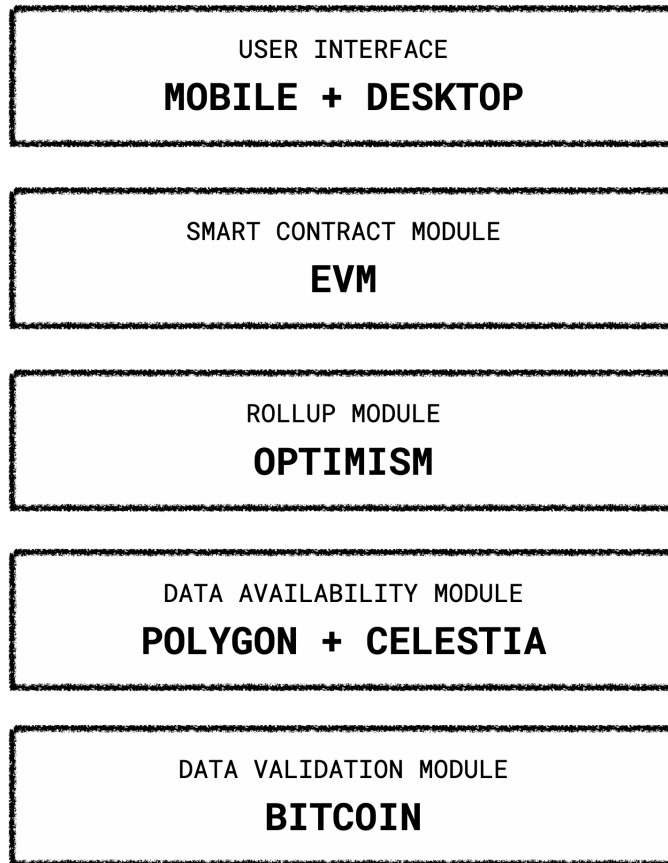 USER INTERFACE
MOBILE + DESKTOP
SMART CONTRACT MODULE
EVM
ROLLUP MODULE
OPTIMISM
DATA AVAILABILITY MODULE
POLYGON + CELESTIA
DATA VALIDATION MODULE
BITCOIN